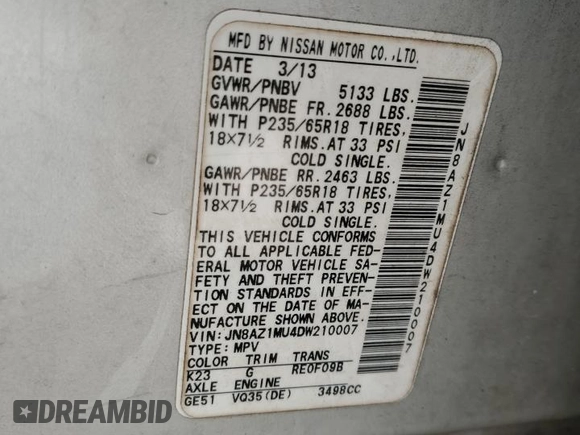 MFD BY NISSAN MOTOR CO.,LTD.
DATE 3/13
GVWR/PNBV 5133 LBS.
GAWR/PNBE FR. 2688 LBS.
WITH P235/65R18 TIRES,
18×7½ RIMS. AT 33 PSI
COLD SINGLE.
GAWR/PNBE RR. 2463 LBS.
WITH P235/65R18 TIRES,
18×7½ RIMS. AT 33 PSI
COLD SINGLE.
THIS VEHICLE CONFORMS
TO ALL APPLICABLE FED-
ERAL MOTOR VEHICLE SA-
FETY AND THEFT PREVEN-
TION STANDARDS IN EFF-
ECT ON THE DATE OF MA-
NUFACTURE SHOWN ABOVE.
VIN:JN8AZ1MU4DW210007
TYPE:MPV
COLOR TRIM TRANS
K23 G RE0F09B
AXLE ENGINE
GE51 VQ35(DE) 3498CC
JN8AZ1MU4DW210007
DREAMBID
DREAMBID